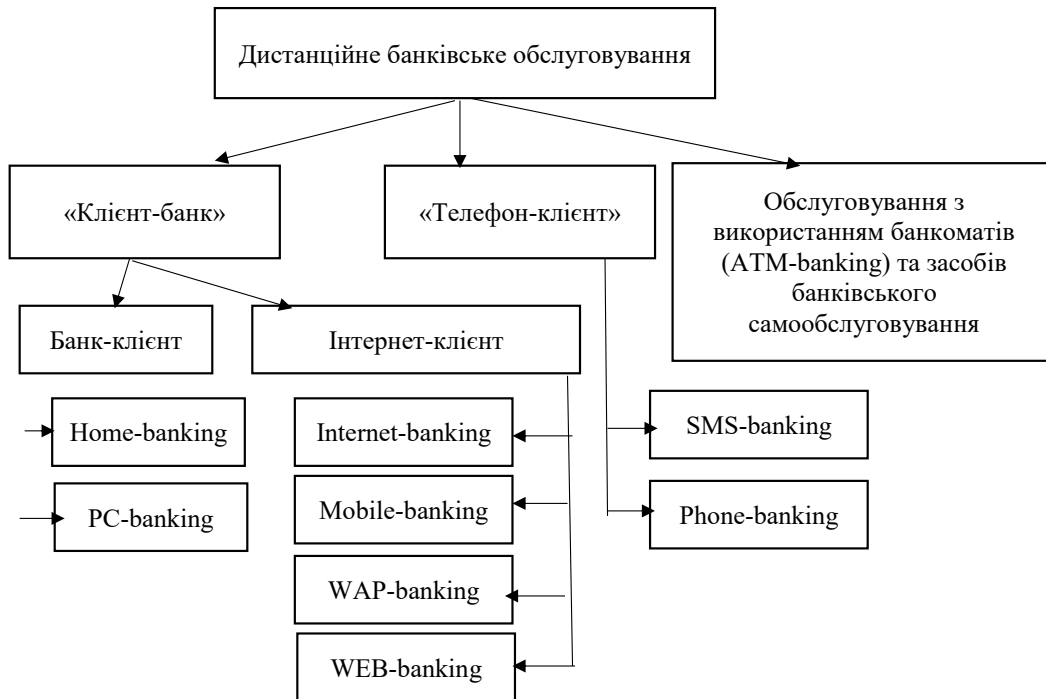 Дистанційне банківське обслуговування
«Клієнт-банк»
«Телефон-клієнт»
Обслуговування з
використанням банкоматів
(ATM-banking) та засобів
банківського
самообслуговування
Банк-клієнт
Інтернет-клієнт
Home-banking
PC-banking
Internet-banking
Mobile-banking
WAP-banking
WEB-banking
SMS-banking
Phone-banking